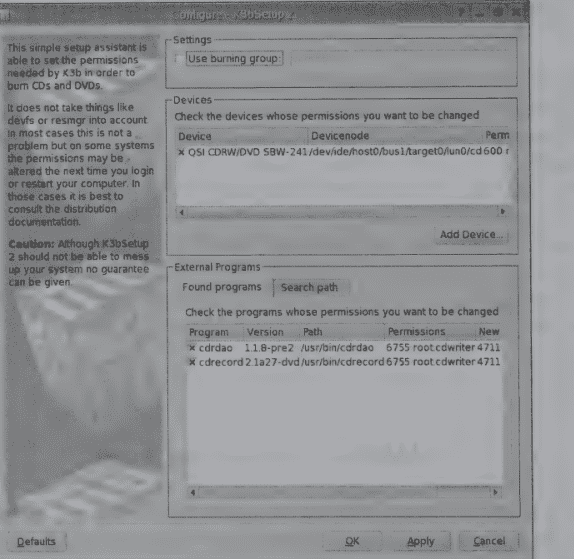 Configure - K3bSetup 2
This simple setup assistant is
able to set the permissions
needed by K3b in order to
burn CDs and DVDs.
It does not take things like
devfs or resmgr into account.
In most cases this is not a
problem but on some systems
the permissions may be
altered the next time you login
or restart your computer. In
those cases it is best to
consult the distribution
documentation.
Caution: Although K3bSetup
2 should not be able to mess
up your system no guarantee
can be given.
Settings
Use burning group:
Devices
Check the devices whose permissions you want to be changed
Device Devicenode Perm
x QSI CDRW/DVD SBW-241 /dev/ide/host0/bus1/target0/lun0/cd 600 r
Add Device...
External Programs
Found programs Search path
Check the programs whose permissions you want to be changed
Program Version Path Permissions New
x cdrdao 1.1.8-pre2 /usr/bin/cdrdao 6755 root.cdwriter 4711
x cdrecord 2.1a27-dvd /usr/bin/cdrecord 6755 root.cdwriter 4711
Defaults OK Apply Cancel